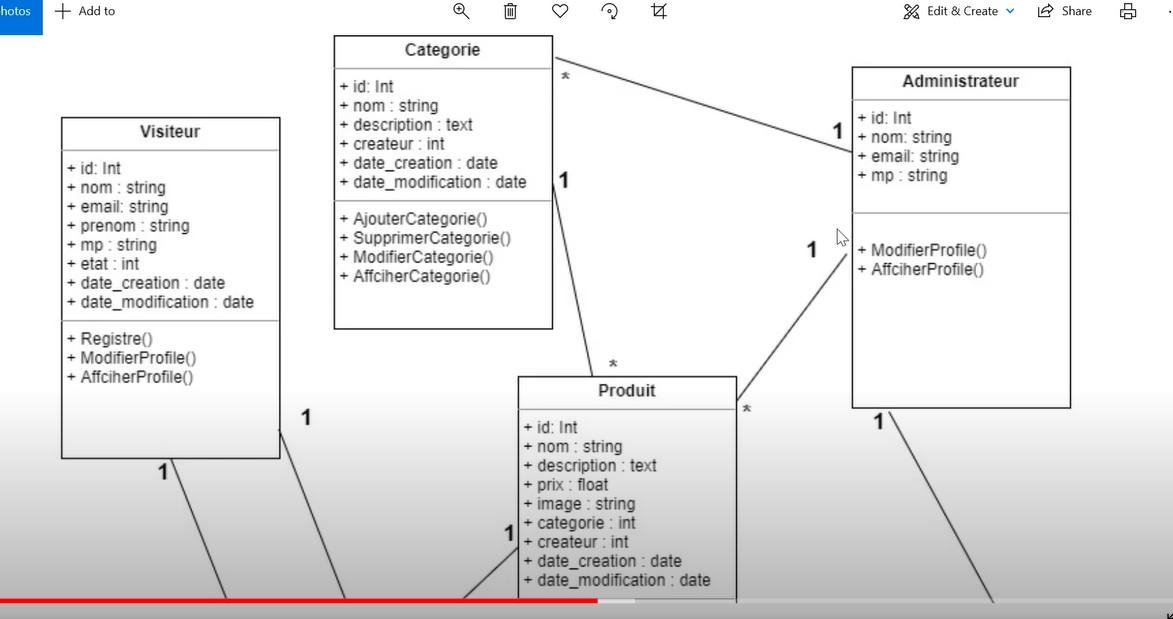 hotos
Add to
Edit & Create
Share
Categorie
+ id: Int
+ nom : string
+ description : text
+ createur : int
+ date_creation : date
+ date_modification : date
+ AjouterCategorie()
+ SupprimerCategorie()
+ ModifierCategorie()
+ AffciherCategorie()
*
1
Administrateur
+ id: Int
+ nom: string
+ email: string
+ mp : string
+ ModifierProfile()
+ AffciherProfile()
1
1
1
Visiteur
+ id: Int
+ nom : string
+ email: string
+ prenom : string
+ mp : string
+ etat : int
+ date_creation : date
+ date_modification : date
+ Registre()
+ ModifierProfile()
+ AffciherProfile()
1
1
*
Produit
*
+ id: Int
+ nom : string
+ description : text
+ prix : float
+ image : string
+ categorie : int
+ createur : int
+ date_creation : date
+ date_modification : date
1